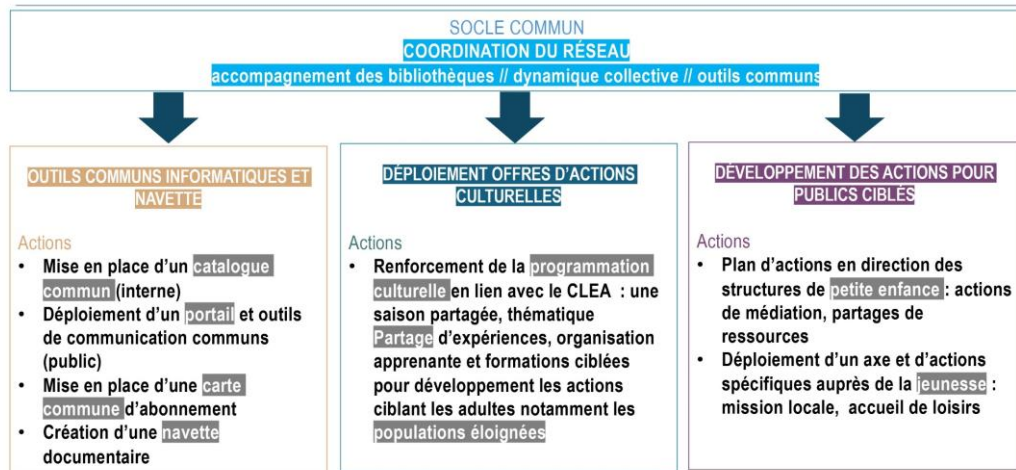 SOCLE COMMUN
COORDINATION DU RÉSEAU
accompagnement des bibliothèques // dynamique collective // outils communs
OUTILS COMMUNS INFORMATIQUES ET
NAVETTE
Actions
• Mise en place d'un catalogue
commun (interne)
• Déploiement d'un portail et outils
de communication communs
(public)
• Mise en place d'une carte
commune d'abonnement
• Création d'une navette
documentaire
DÉPLOIEMENT OFFRES D'ACTIONS
CULTURELLES
Actions
• Renforcement de la programmation
culturelle en lien avec le CLEA : une
saison partagée, thématique
Partage d'expériences, organisation
apprenante et formations ciblées
pour développement les actions
ciblant les adultes notamment les
populations éloignées
DÉVELOPPEMENT DES ACTIONS POUR
PUBLICS CIBLÉS
Actions
• Plan d'actions en direction des
structures de petite enfance : actions
de médiation, partages de
ressources
• Déploiement d'un axe et d'actions
spécifiques auprès de la jeunesse :
mission locale, accueil de loisirs